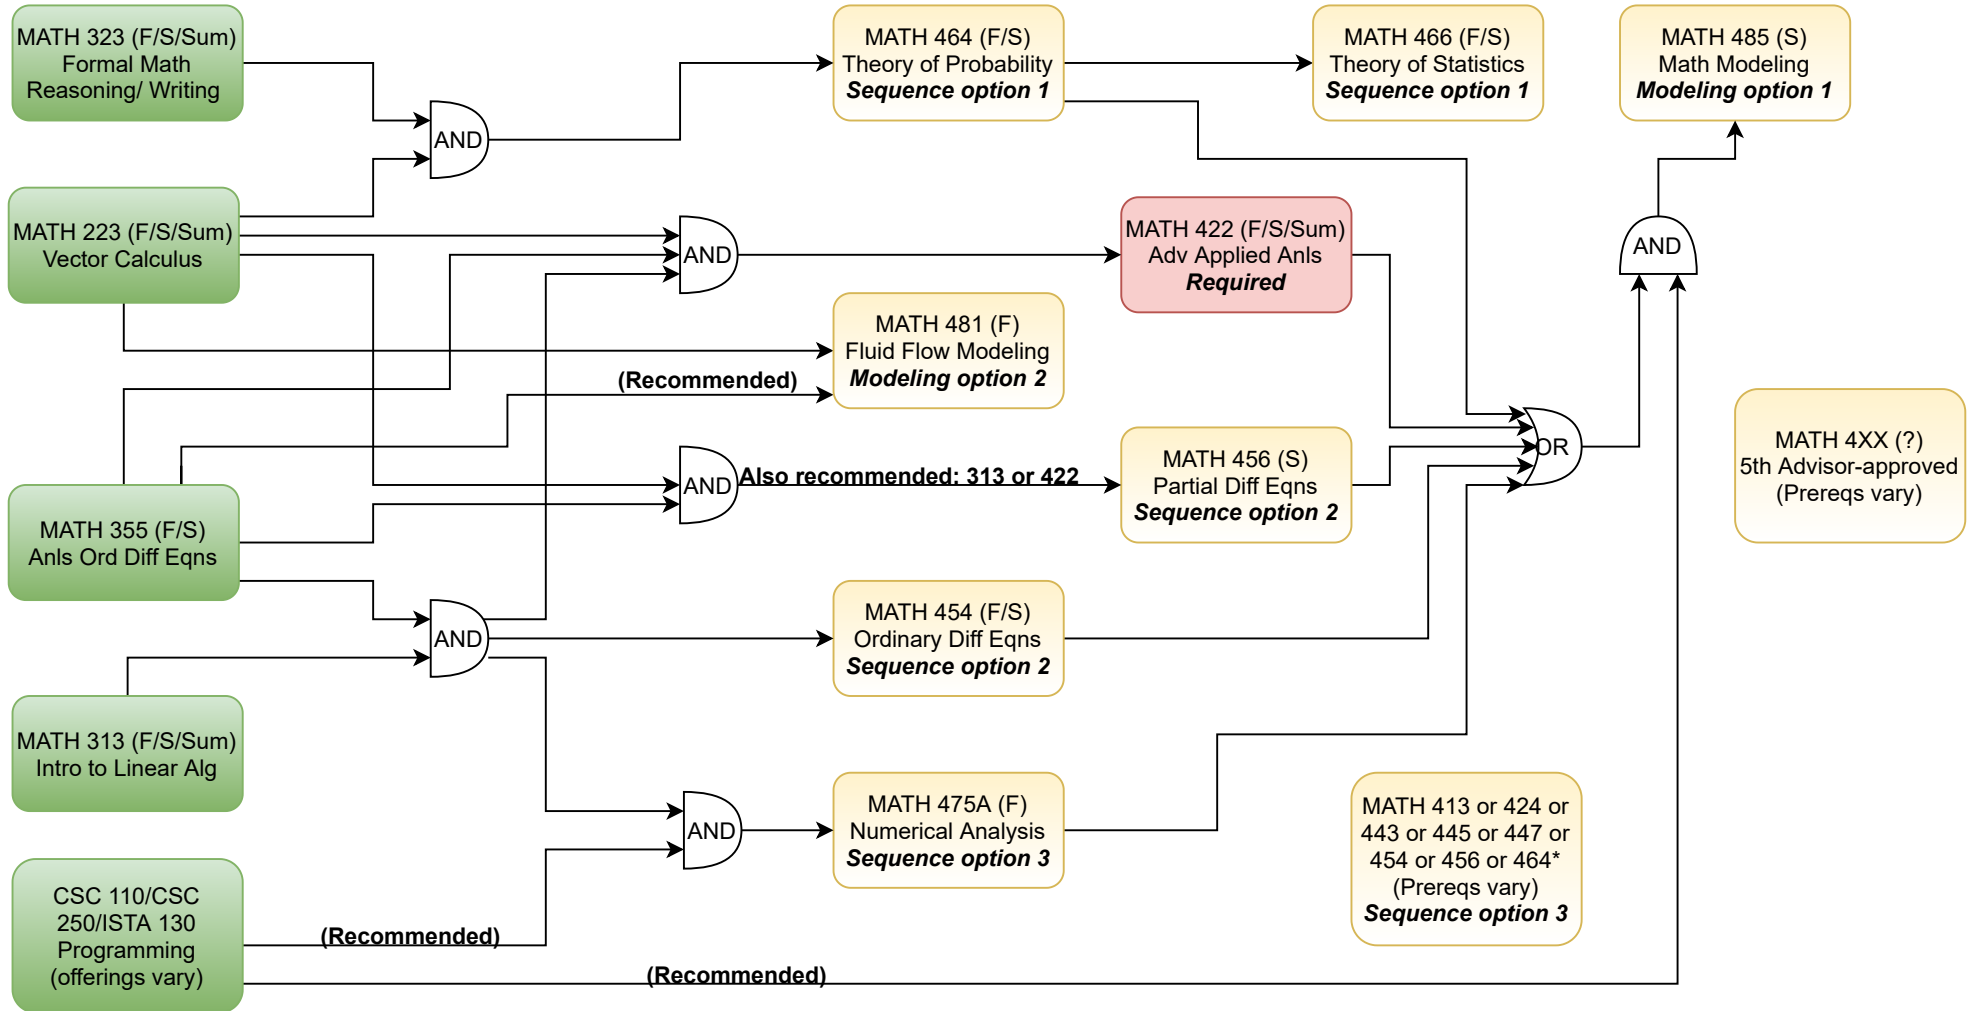 MATH 323 (F/S/Sum)
Formal Math
Reasoning/ Writing
MATH 464 (F/S)
Theory of Probability
Sequence option 1
MATH 466 (F/S)
Theory of Statistics
Sequence option 1
MATH 485 (S)
Math Modeling
Modeling option 1
AND
MATH 223 (F/S/Sum)
Vector Calculus
AND
MATH 422 (F/S/Sum)
Adv Applied Anls
Required
AND
MATH 481 (F)
Fluid Flow Modeling
Modeling option 2
(Recommended)
MATH 355 (F/S)
Anls Ord Diff Eqns
AND
Also recommended: 313 or 422
MATH 456 (S)
Partial Diff Eqns
Sequence option 2
OR
MATH 4XX (?)
5th Advisor-approved
(Prereqs vary)
AND
MATH 454 (F/S)
Ordinary Diff Eqns
Sequence option 2
MATH 313 (F/S/Sum)
Intro to Linear Alg
AND
MATH 475A (F)
Numerical Analysis
Sequence option 3
MATH 413 or 424 or
443 or 445 or 447 or
454 or 456 or 464*
(Prereqs vary)
Sequence option 3
CSC 110/CSC
250/ISTA 130
Programming
(offerings vary)
(Recommended)
(Recommended)